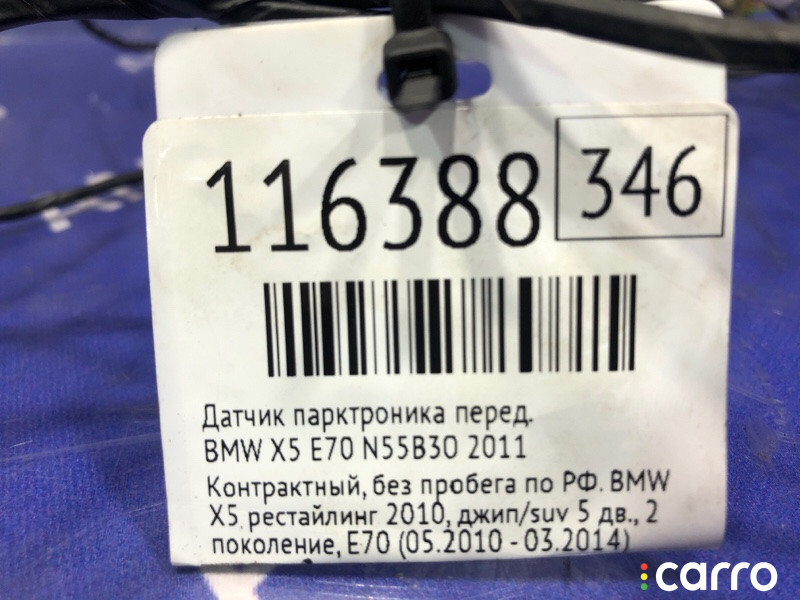 116388 346
Датчик парктроника перед.
BMW X5 E70 N55B30 2011
Контрактный, без пробега по РФ. BMW
X5 рестайлинг 2010, джип/suv 5 дв., 2
поколение, E70 (05.2010 - 03.2014)
carro